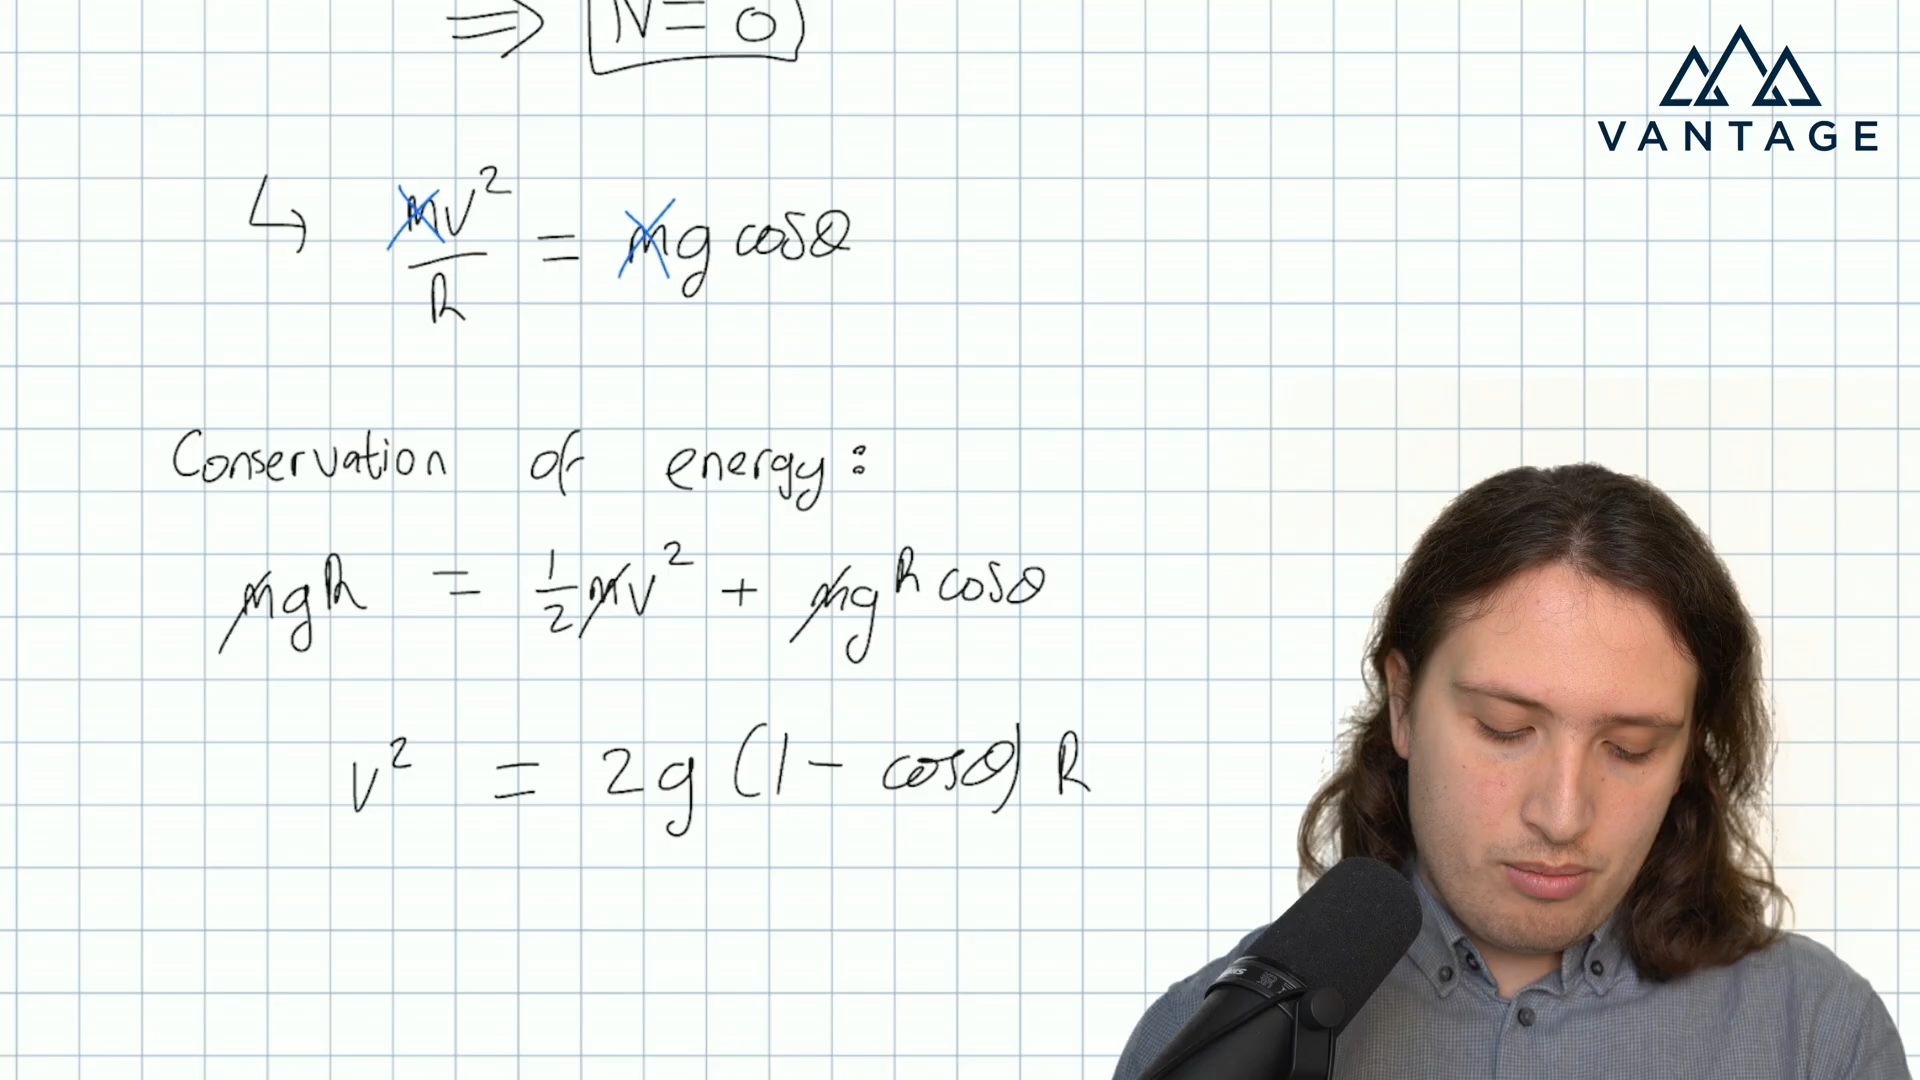 ⟹ N = 0
VANTAGE
↳ mv²/R = mg cosθ
Conservation of energy:
mgR = ½mv² + mgR cosθ
v² = 2g (1 - cosθ) R